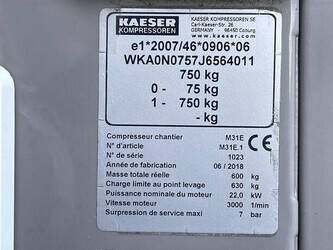 KAESER
KOMPRESSOREN
KAESER KOMPRESSOREN SE
Carl-Kaeser-Str. 26
GERMANY - 96450 Coburg
www.kaeser.com
e1*2007/46*0906*06
WKA0N0757J6564011
750 kg
0 - 75 kg
1 - 750 kg
- kg
Compresseur chantier M31E
N° d'article M31E.1
N° de série 1023
Année de fabrication 06 / 2018
Masse totale réelle 600 kg
Charge limite au point levage 630 kg
Puissance nominale du moteur 22,0 kW
Vitesse moteur 3000 1/min
Surpression de service maxi 7 bar